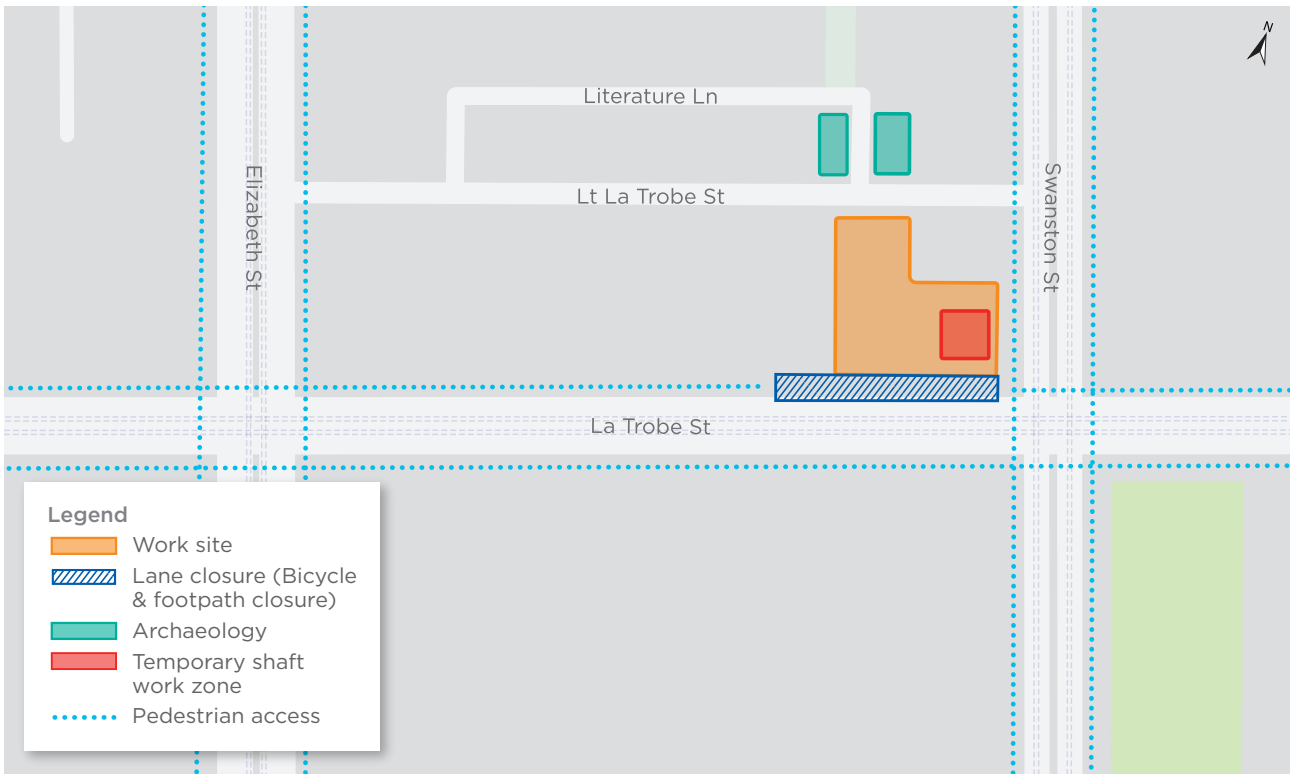 N
Literature Ln
Elizabeth St
Lt La Trobe St
Swanston St
La Trobe St
Legend
Work site
Lane closure (Bicycle
& footpath closure)
Archaeology
Temporary shaft
work zone
Pedestrian access